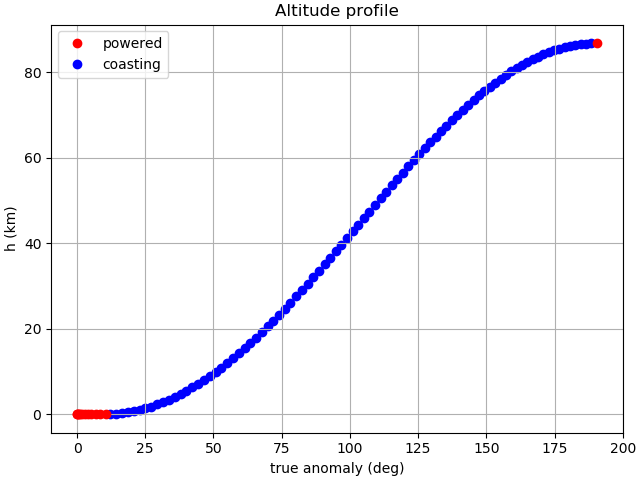 Altitude profile
powered
coasting
h (km)
80
60
40
20
0
0 25 50 75 100 125 150 175 200
true anomaly (deg)